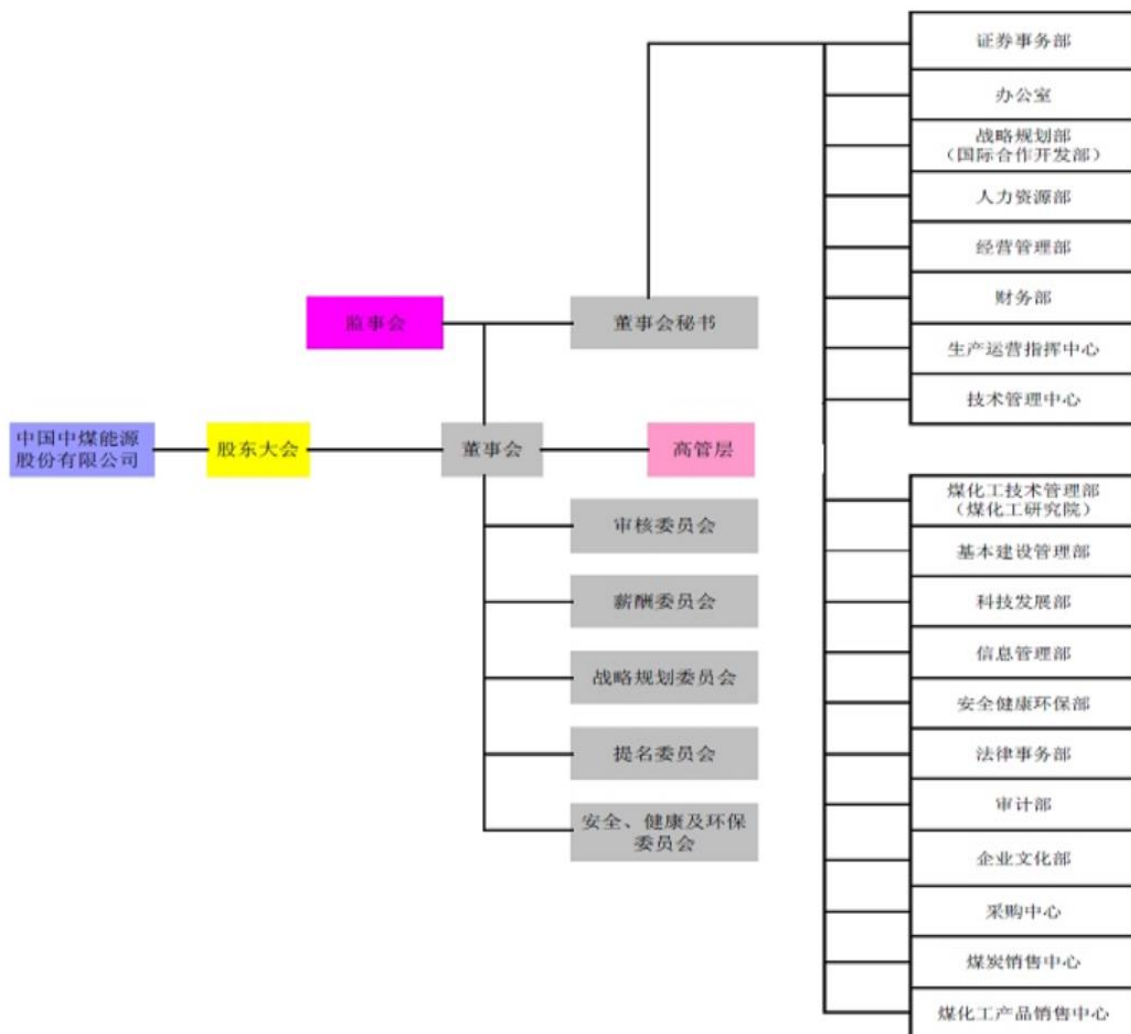 证券事务部
办公室
战略规划部
（国际合作开发部）
人力资源部
经营管理部
财务部
监事会
董事会秘书
生产运营指挥中心
技术管理中心
中国中煤能源
股份有限公司
股东大会
董事会
高管层
审核委员会
薪酬委员会
战略规划委员会
提名委员会
安全、健康及环保
委员会
煤化工技术管理部
（煤化工研究院）
基本建设管理部
科技发展部
信息管理部
安全健康环保部
法律事务部
审计部
企业文化部
采购中心
煤炭销售中心
煤化工产品销售中心